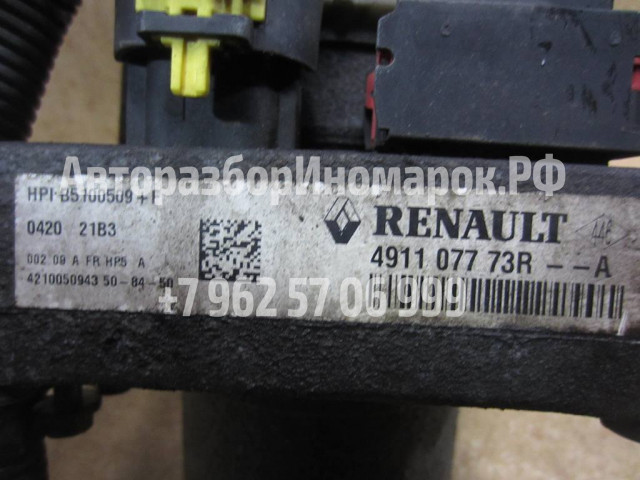 АвторазборИномарок.РФ
HPI B5100509 + I
0420 21B3
002 09 A FR HP5 A
4210050943 50-84-50
RENAULT
4911 077 73R --A
+7 962 57 06 999